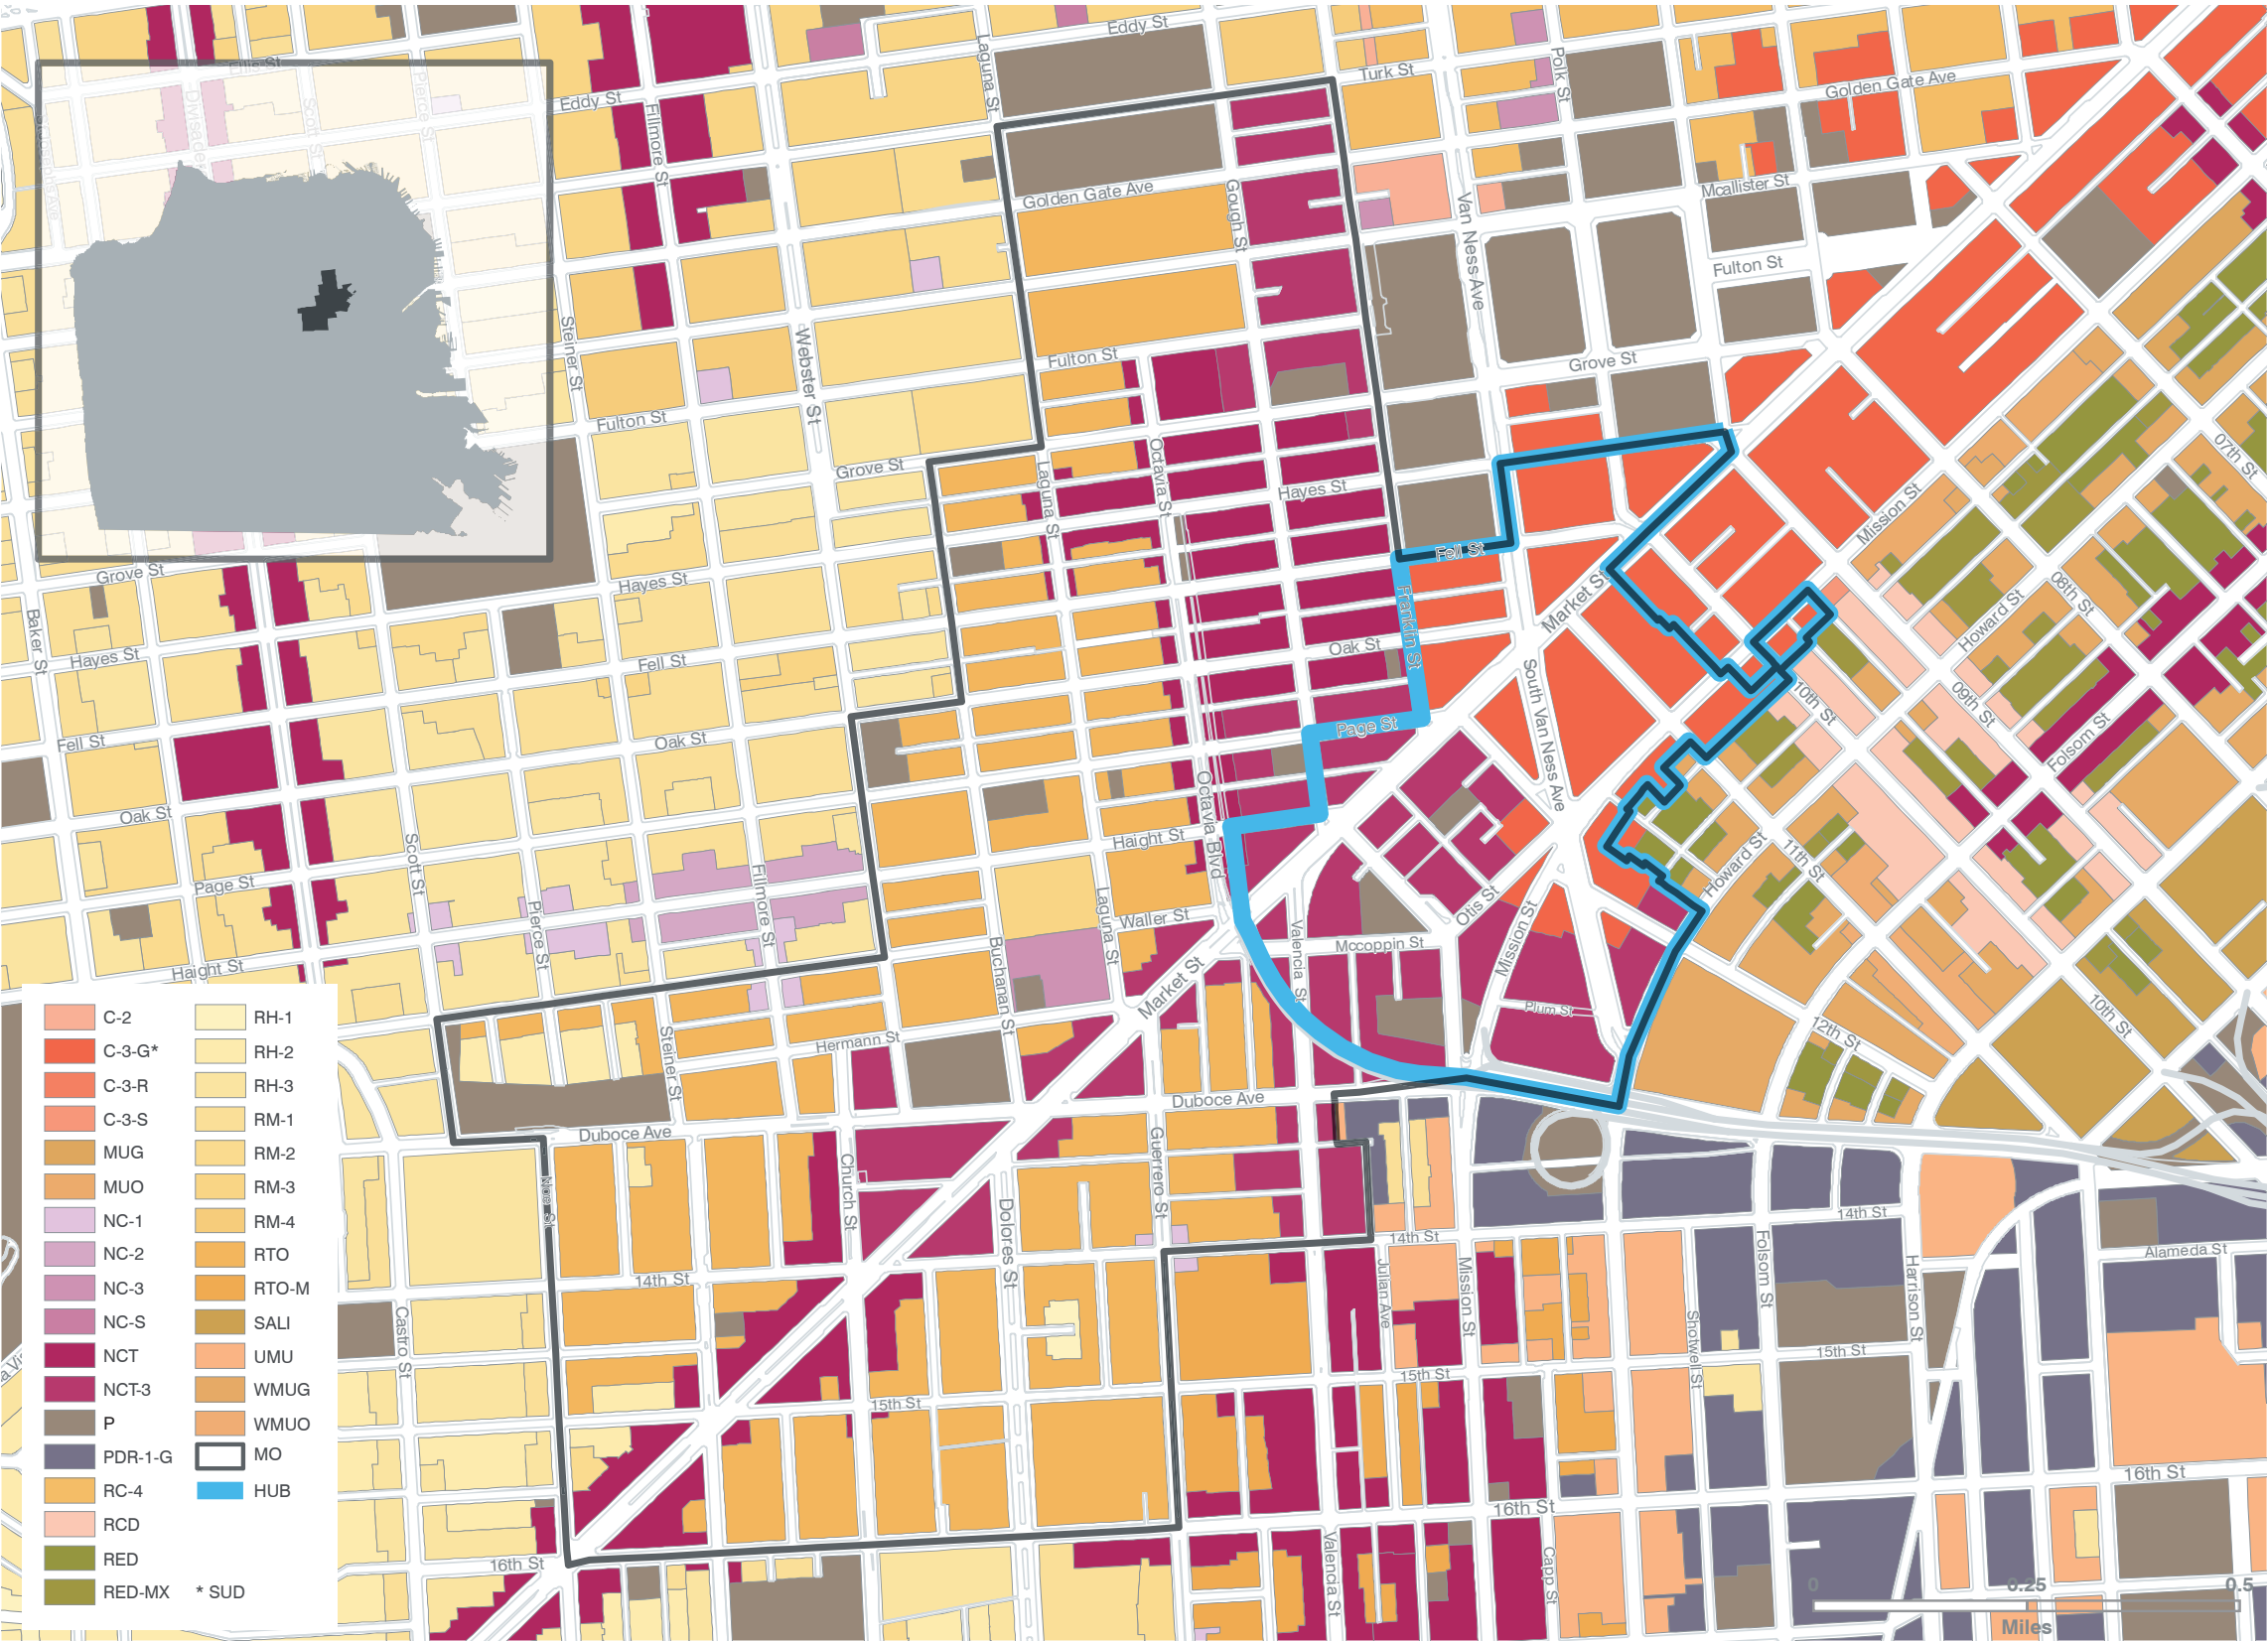 Eddy St
Ellis St
Laguna St
Turk St
Polk St
Golden Gate Ave
Eddy St
Fillmore St
Divisadero
Scott St
Pierce St
Golden Gate Ave
Gough St
Van Ness Ave
Mcallister St
Fulton St
Steiner St
Webster St
Fulton St
Grove St
Fulton St
Grove St
Laguna St
Octavia St
Hayes St
07th St
Mission St
Fell St
Grove St
Hayes St
Franklin St
Market St
08th St
Howard St
Baker St
Hayes St
Fell St
Oak St
South Van Ness Ave
10th St
09th St
Folsom St
Fell St
Oak St
Page St
Oak St
Scott St
Octavia Blvd
Haight St
Howard St
11th St
Page St
Fillmore St
Pierce St
Laguna St
Waller St
Otis St
Mission St
Valencia St
Mccoppin St
Haight St
Buchanan St
Market St
Plum St
10th St
12th St
Hermann St
Steiner St
Duboce Ave
Duboce Ave
Noe St
Church St
Guerrero St
Dolores St
14th St
14th St
14th St
Alameda St
Castro St
Julian Ave
Mission St
Folsom St
Harrison St
Shotwell St
15th St
15th St
15th St
16th St
16th St
16th St
Valencia St
Capp St
C-2
C-3-G*
C-3-R
C-3-S
MUG
MUO
NC-1
NC-2
NC-3
NC-S
NCT
NCT-3
P
PDR-1-G
RC-4
RCD
RED
RED-MX
RH-1
RH-2
RH-3
RM-1
RM-2
RM-3
RM-4
RTO
RTO-M
SALI
UMU
WMUG
WMUO
MO
HUB
* SUD
0
0.25
0.5
Miles